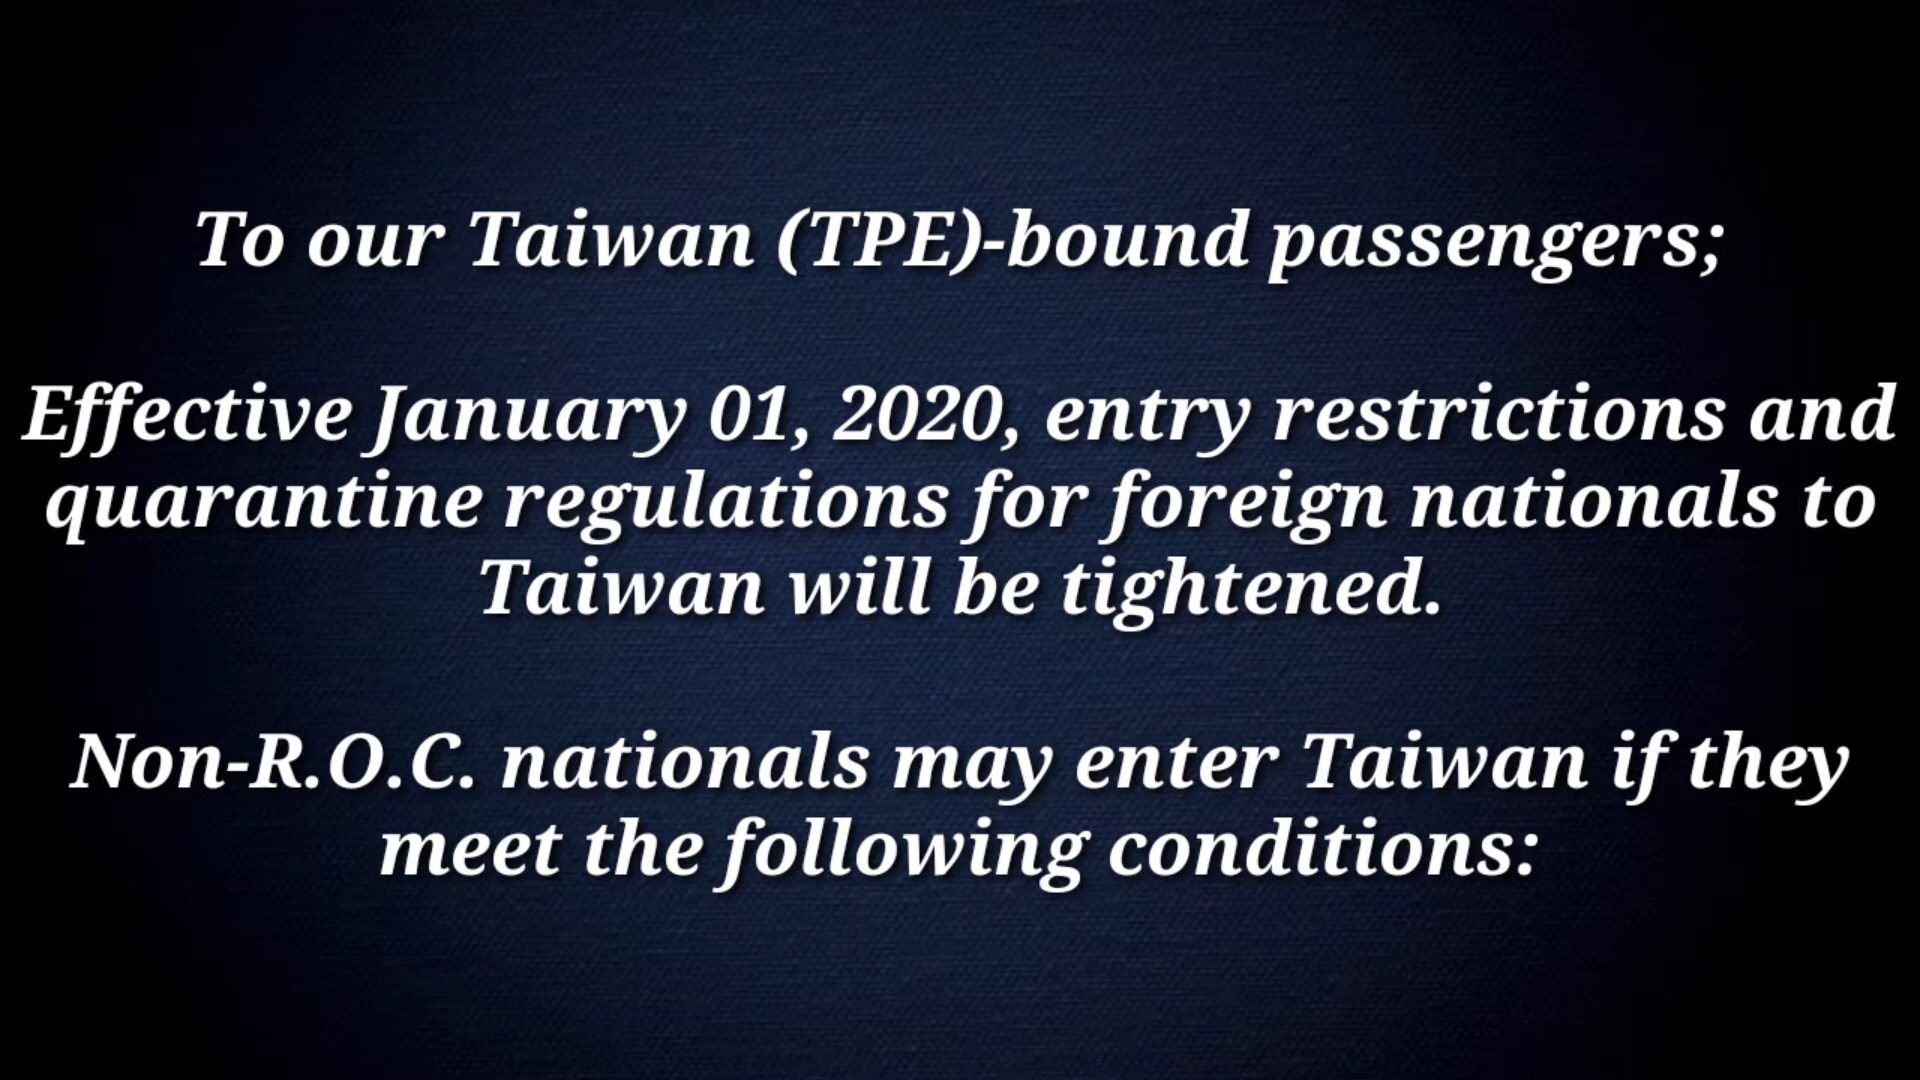 To our Taiwan (TPE)-bound passengers;
Effective January 01, 2020, entry restrictions and
quarantine regulations for foreign nationals to
Taiwan will be tightened.
Non-R.O.C. nationals may enter Taiwan if they
meet the following conditions: